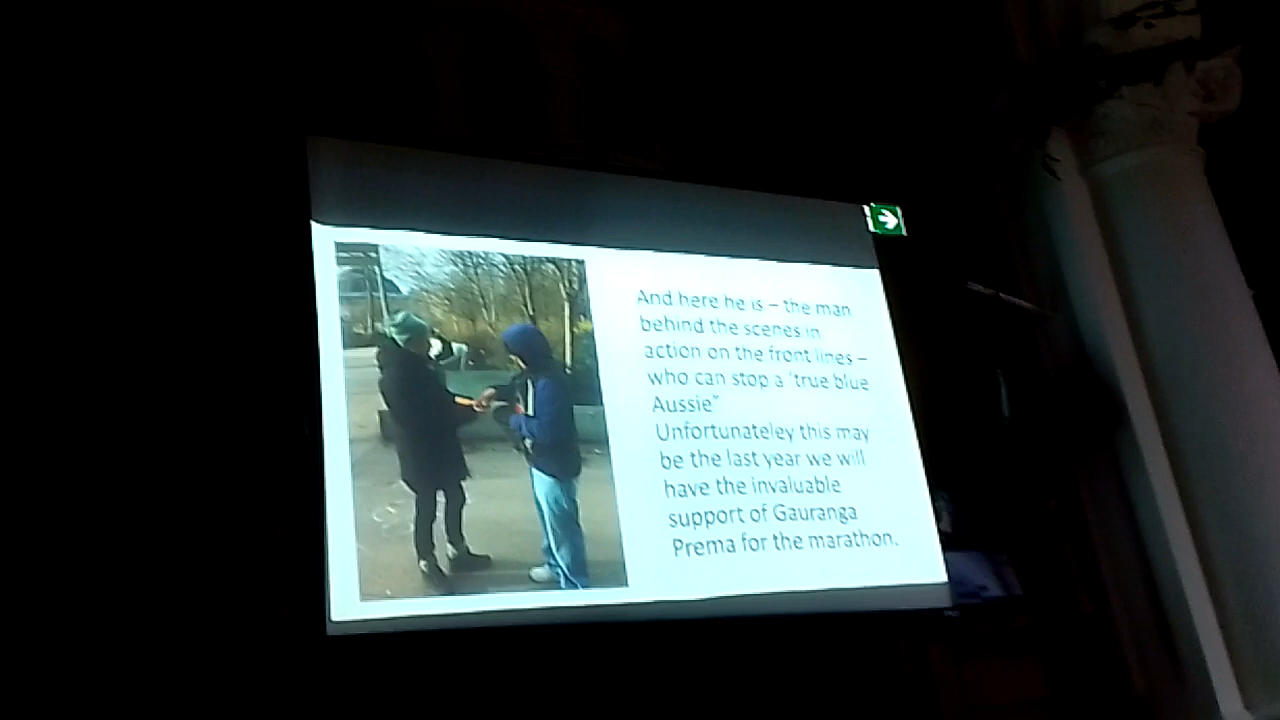 And here he is – the man
behind the scenes in
action on the front lines –
who can stop a 'true blue
Aussie"
Unfortunateley this may
be the last year we will
have the invaluable
support of Gauranga
Prema for the marathon.